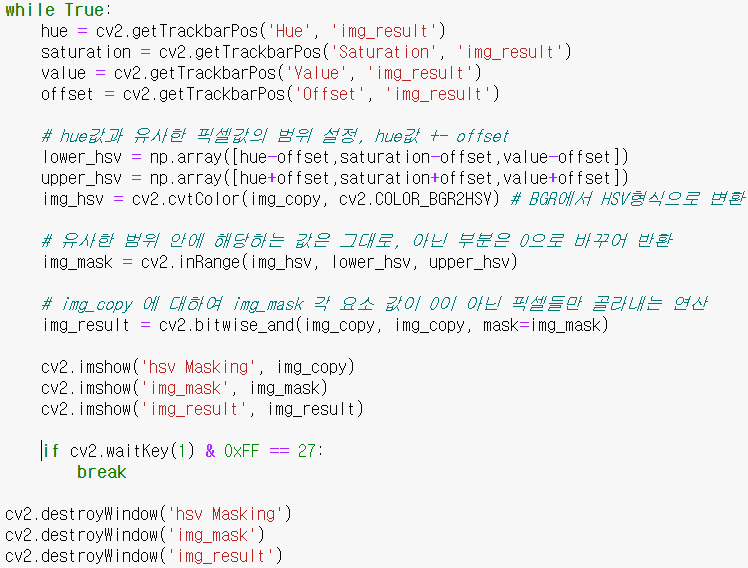 while True:
    hue = cv2.getTrackbarPos('Hue', 'img_result')
    saturation = cv2.getTrackbarPos('Saturation', 'img_result')
    value = cv2.getTrackbarPos('Value', 'img_result')
    offset = cv2.getTrackbarPos('Offset', 'img_result')

    # hue값과 유사한 픽셀값의 범위 설정, hue값 +- offset
    lower_hsv = np.array([hue-offset,saturation-offset,value-offset])
    upper_hsv = np.array([hue+offset,saturation+offset,value+offset])
    img_hsv = cv2.cvtColor(img_copy, cv2.COLOR_BGR2HSV) # BGR에서 HSV형식으로 변환

    # 유사한 범위 안에 해당하는 값은 그대로, 아닌 부분은 0으로 바꾸어 반환
    img_mask = cv2.inRange(img_hsv, lower_hsv, upper_hsv)

    # img_copy 에 대하여 img_mask 각 요소 값이 0이 아닌 픽셀들만 골라내는 연산
    img_result = cv2.bitwise_and(img_copy, img_copy, mask=img_mask)

    cv2.imshow('hsv Masking', img_copy)
    cv2.imshow('img_mask', img_mask)
    cv2.imshow('img_result', img_result)

    if cv2.waitKey(1) & 0xFF == 27:
        break

cv2.destroyWindow('hsv Masking')
cv2.destroyWindow('img_mask')
cv2.destroyWindow('img_result')